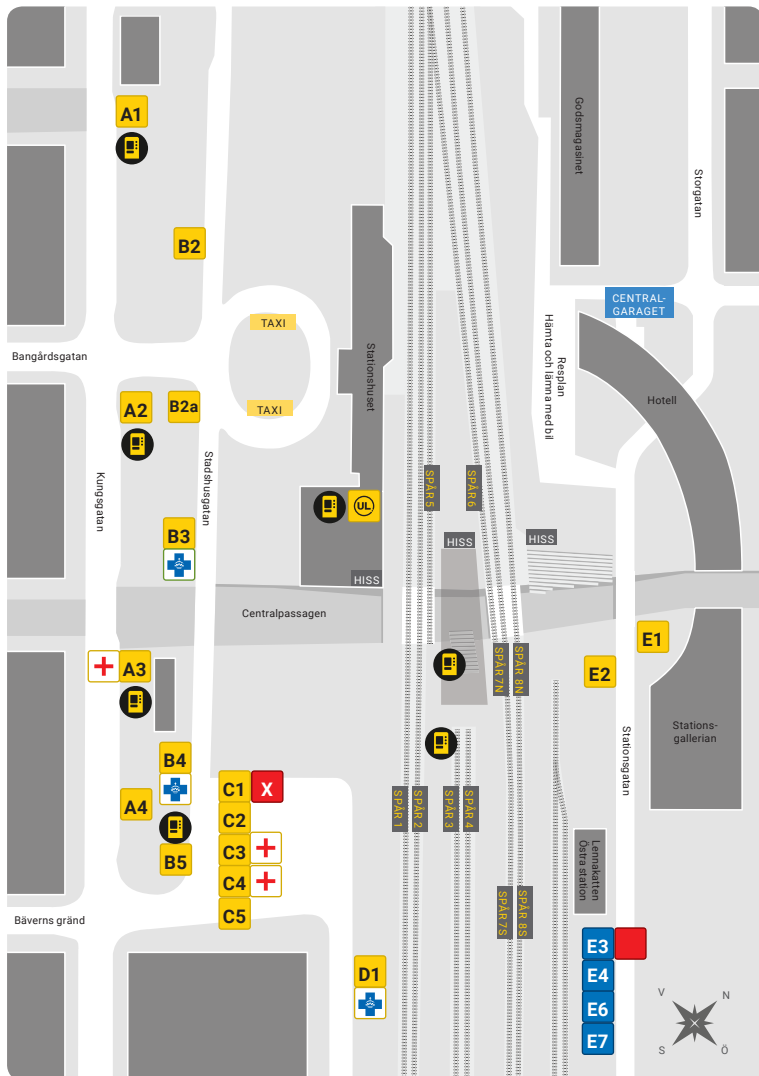 A1
Godsmagasinet
Storgatan
B2
CENTRAL-
GARAGET
TAXI
Bangårdsgatan
Stationshuset
Resplan
Hämta och lämna med bil
Hotell
A2
B2a
TAXI
Kungsgatan
Stadshusgatan
SPÅR 5
SPÅR 6
UL
B3
HISS
HISS
HISS
Centralpassagen
E1
A3
E2
SPÅR 7N
SPÅR 8N
Stationsgatan
Stations-
gallerian
B4
C1
X
A4
C2
SPÅR 1
SPÅR 2
SPÅR 3
SPÅR 4
B5
C3
C4
Lennakatten
Östra station
C5
Bäverns gränd
SPÅR 7S
SPÅR 8S
E3
D1
E4
E6
E7
V
N
S
Ö